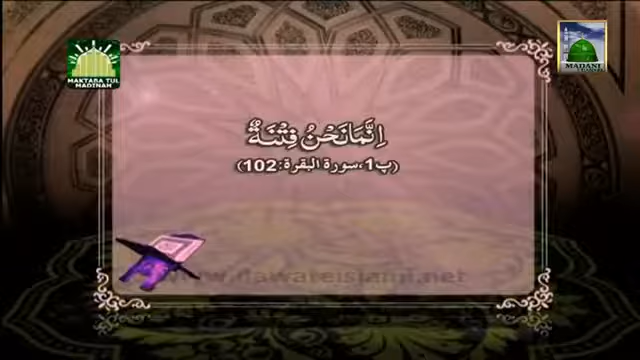 MAKTABA TUL
MADINAH
MADANI
اِنَّمَا نَحْنُ فِتْنَةٌ
(پ1،سورۃ البقرۃ:102)
www.dawateislami.net